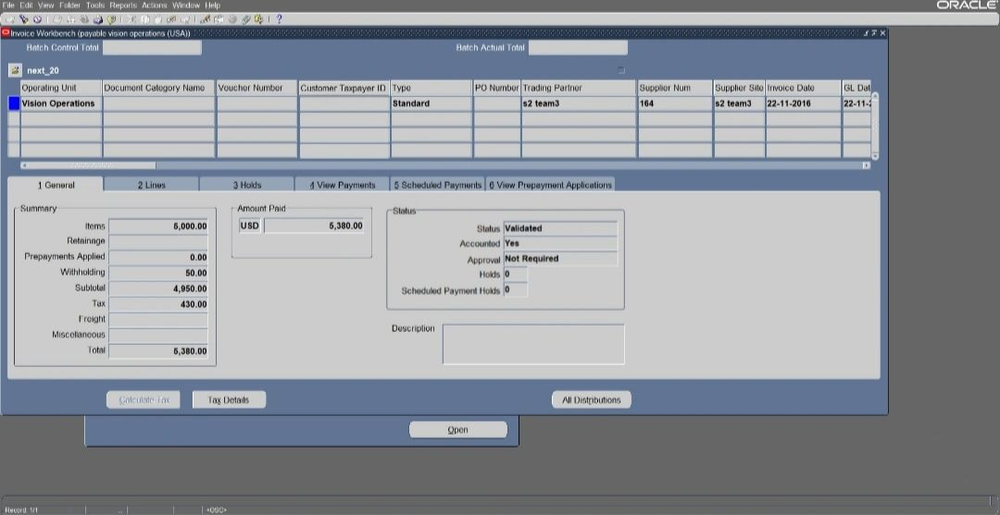 File Edit View Folder Tools Reports Actions Window Help
ORACLE
Invoice Workbench (payable vision operations (USA))
Batch Control Total
Batch Actual Total
next_20
Operating Unit Document Category Name Voucher Number Customer Taxpayer ID Type PO Number Trading Partner Supplier Num Supplier Site Invoice Date GL Dat
Vision Operations Standard s2 team3 164 s2 team3 22-11-2016 22-11-
1 General 2 Lines 3 Holds 4 View Payments 5 Scheduled Payments 6 View Prepayment Applications
Summary
Items 5,000.00
Retainage
Prepayments Applied 0.00
Withholding 50.00
Subtotal 4,950.00
Tax 430.00
Freight
Miscellaneous
Total 5,380.00
Amount Paid
USD 5,380.00
Status
Status Validated
Accounted Yes
Approval Not Required
Holds 0
Scheduled Payment Holds 0
Description
Calculate Tax
Tax Details
All Distributions
Open
Record: 1/1 ... <OSC>